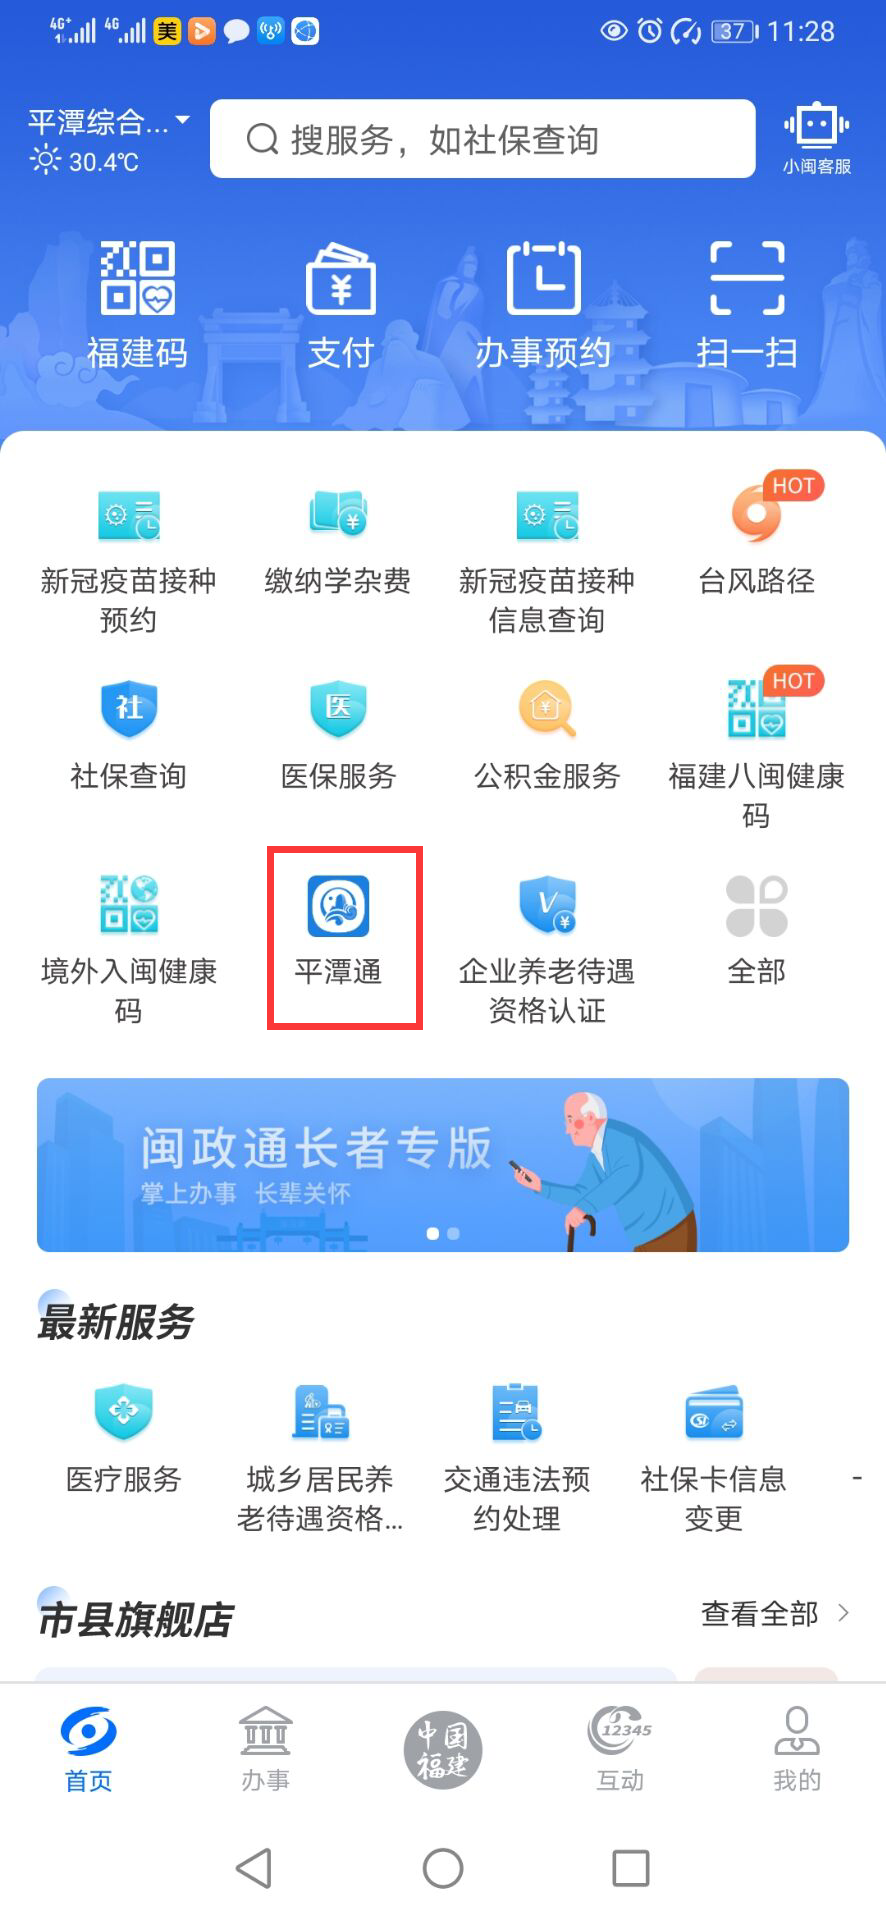 4G+ 4G 美 37 11:28
平潭综合...
30.4℃
搜服务，如社保查询
小闽客服
福建码 支付 办事预约 扫一扫
HOT
新冠疫苗接种预约 缴纳学杂费 新冠疫苗接种信息查询 台风路径
社 医 HOT
社保查询 医保服务 公积金服务 福建八闽健康码
境外入闽健康码 平潭通 企业养老待遇资格认证 全部
闽政通长者专版
掌上办事 长辈关怀
最新服务
医疗服务 城乡居民养老待遇资格... 交通违法预约处理 社保卡信息变更
市县旗舰店 查看全部
中国福建 12345
首页 办事 互动 我的